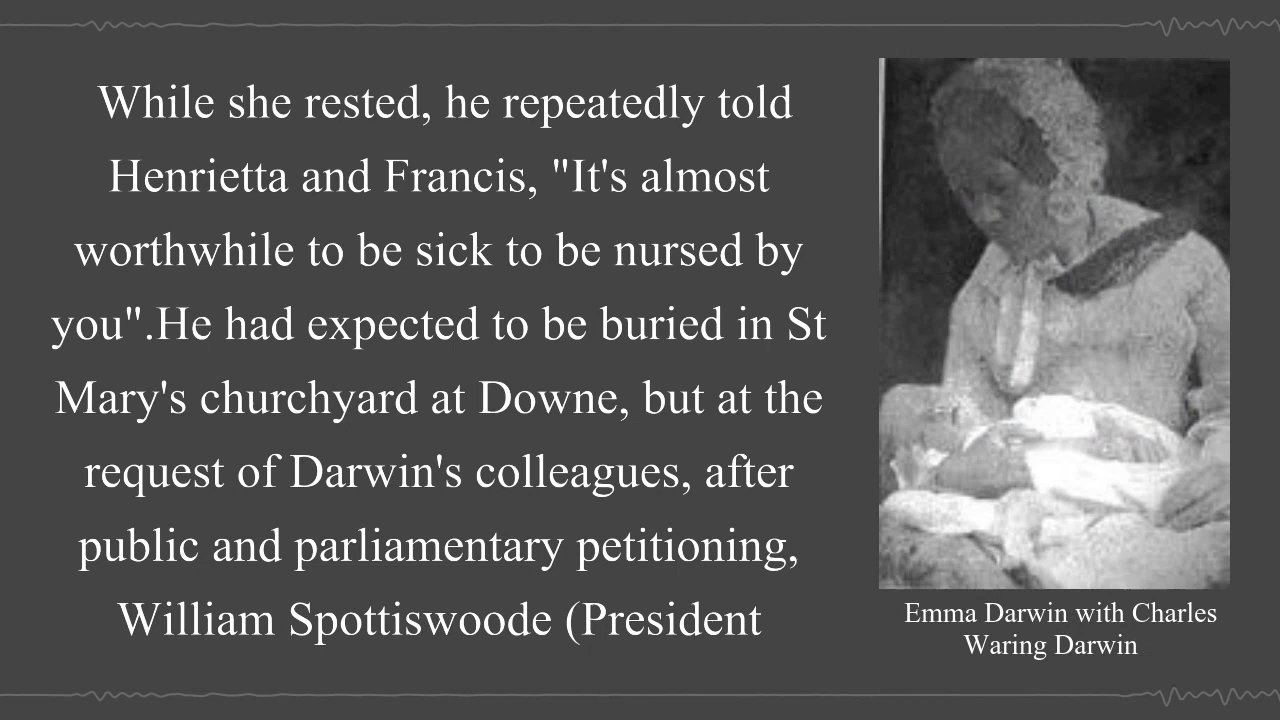 While she rested, he repeatedly told
Henrietta and Francis, "It's almost
worthwhile to be sick to be nursed by
you".He had expected to be buried in St
Mary's churchyard at Downe, but at the
request of Darwin's colleagues, after
public and parliamentary petitioning,
William Spottiswoode (President
Emma Darwin with Charles
Waring Darwin